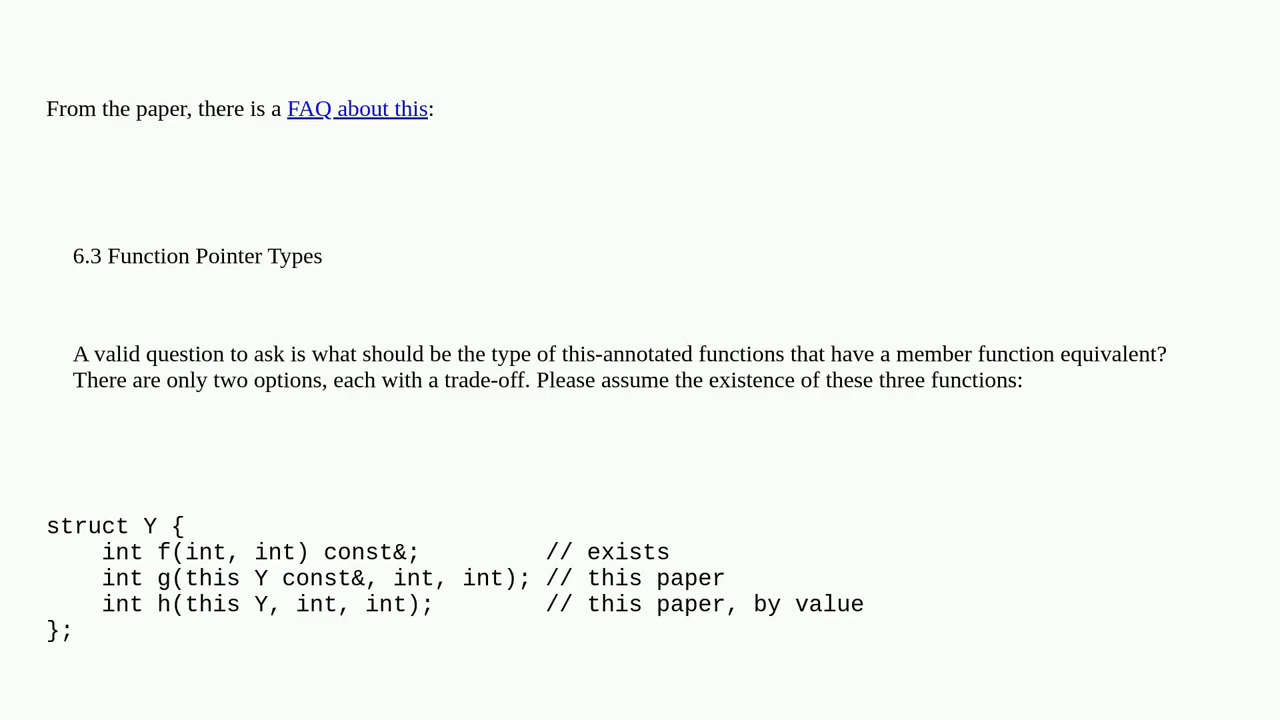 From the paper, there is a FAQ about this:
6.3 Function Pointer Types
A valid question to ask is what should be the type of this-annotated functions that have a member function equivalent?
There are only two options, each with a trade-off. Please assume the existence of these three functions:
struct Y {
    int f(int, int) const&;         // exists
    int g(this Y const&, int, int); // this paper
    int h(this Y, int, int);        // this paper, by value
};